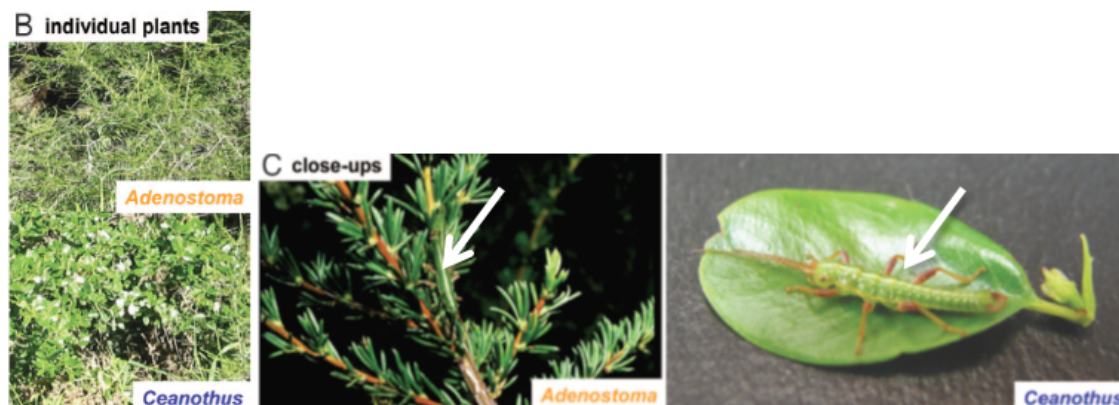 B individual plants
Adenostoma
Ceanothus
C close-ups
Adenostoma
Ceanothus